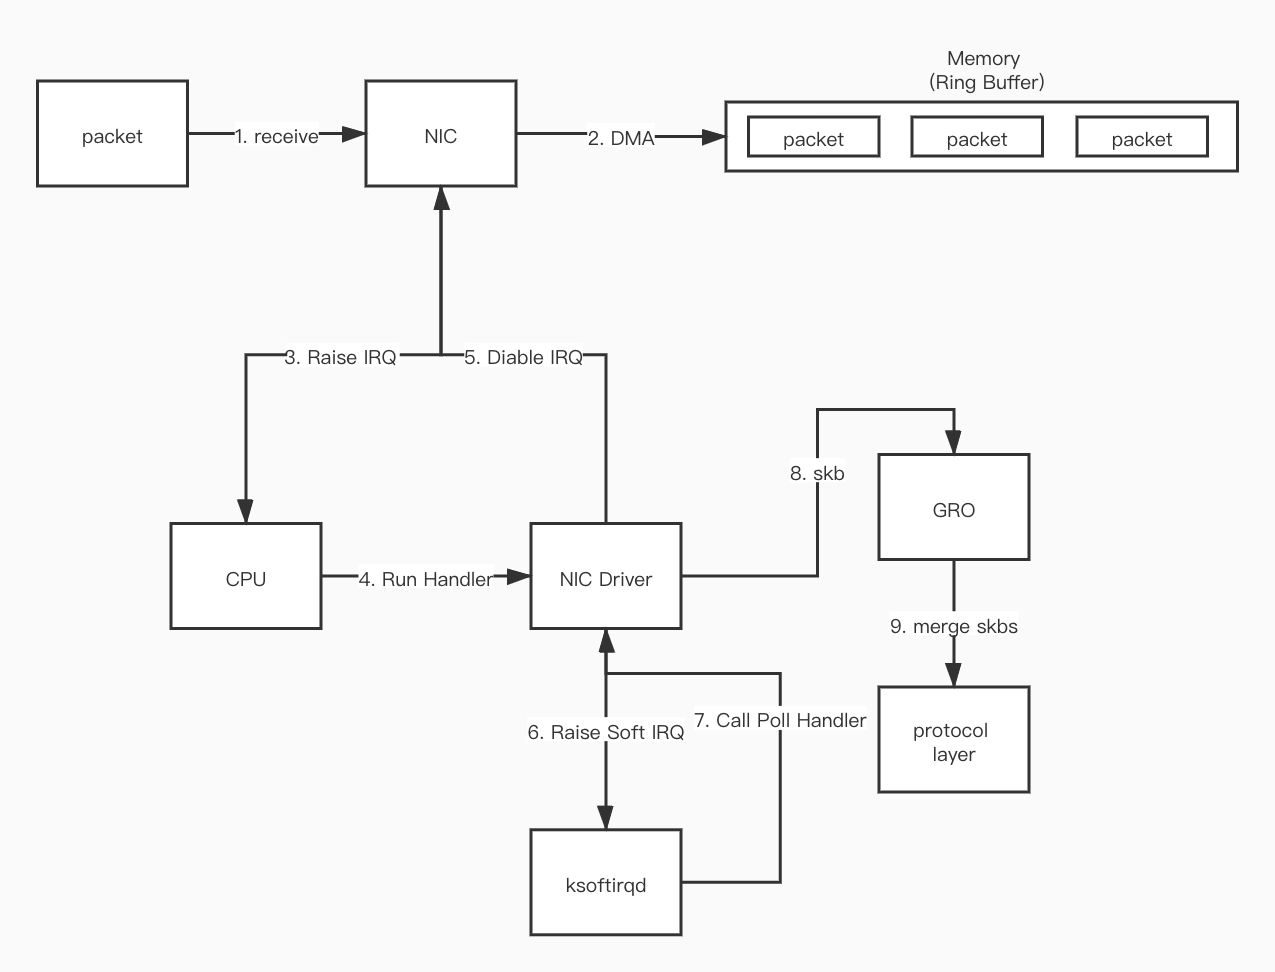 Memory
(Ring Buffer)
packet
1. receive
NIC
2. DMA
packet
packet
packet
3. Raise IRQ
5. Diable IRQ
8. skb
GRO
CPU
4. Run Handler
NIC Driver
9. merge skbs
6. Raise Soft IRQ
7. Call Poll Handler
protocol
layer
ksoftirqd